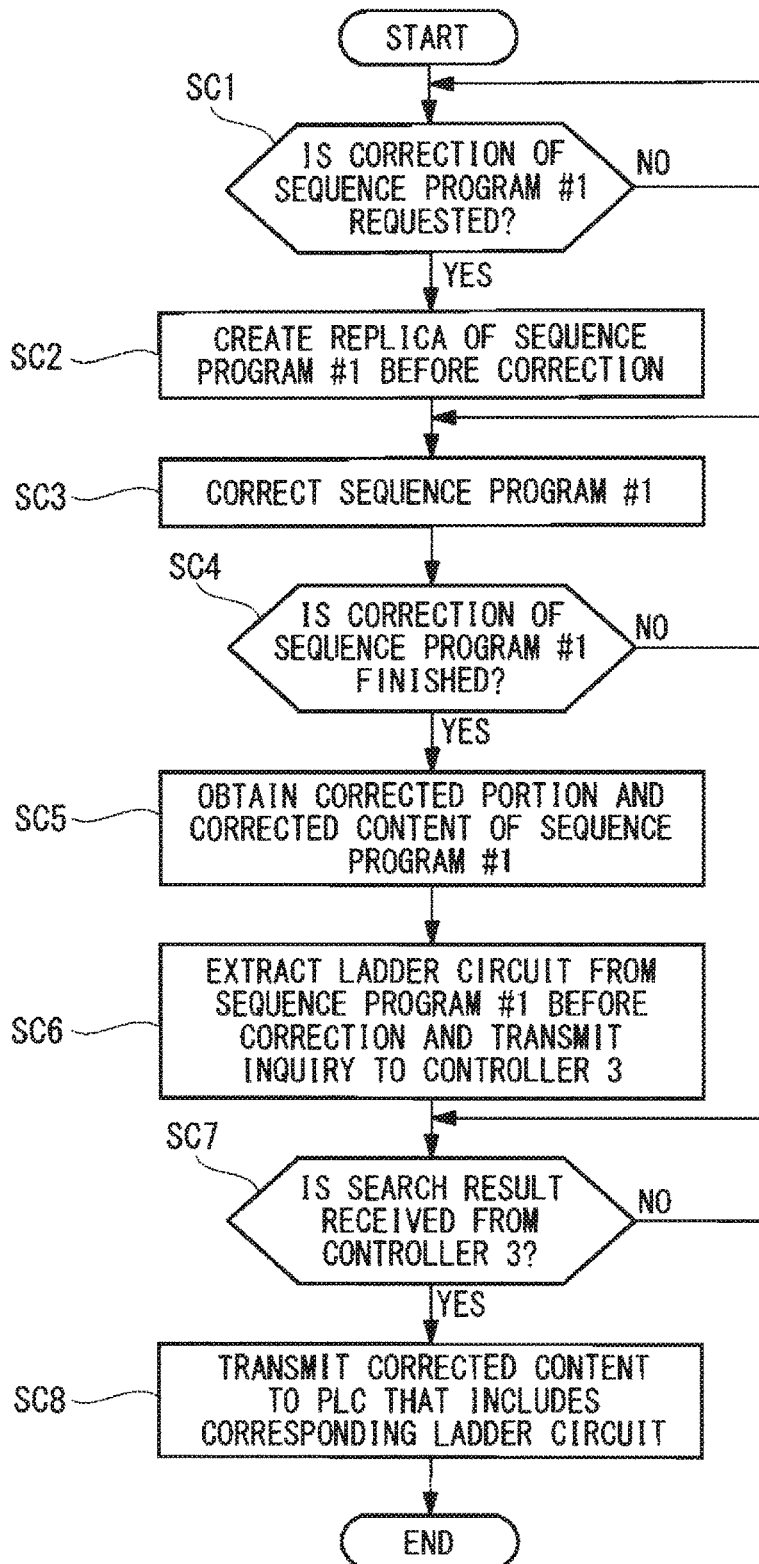 START
SC1
IS CORRECTION OF
SEQUENCE PROGRAM #1
REQUESTED?
NO
YES
SC2
CREATE REPLICA OF SEQUENCE
PROGRAM #1 BEFORE CORRECTION
SC3
CORRECT SEQUENCE PROGRAM #1
SC4
IS CORRECTION OF
SEQUENCE PROGRAM #1
FINISHED?
NO
YES
SC5
OBTAIN CORRECTED PORTION AND
CORRECTED CONTENT OF SEQUENCE
PROGRAM #1
SC6
EXTRACT LADDER CIRCUIT FROM
SEQUENCE PROGRAM #1 BEFORE
CORRECTION AND TRANSMIT
INQUIRY TO CONTROLLER 3
SC7
IS SEARCH RESULT
RECEIVED FROM
CONTROLLER 3?
NO
YES
SC8
TRANSMIT CORRECTED CONTENT
TO PLC THAT INCLUDES
CORRESPONDING LADDER CIRCUIT
END